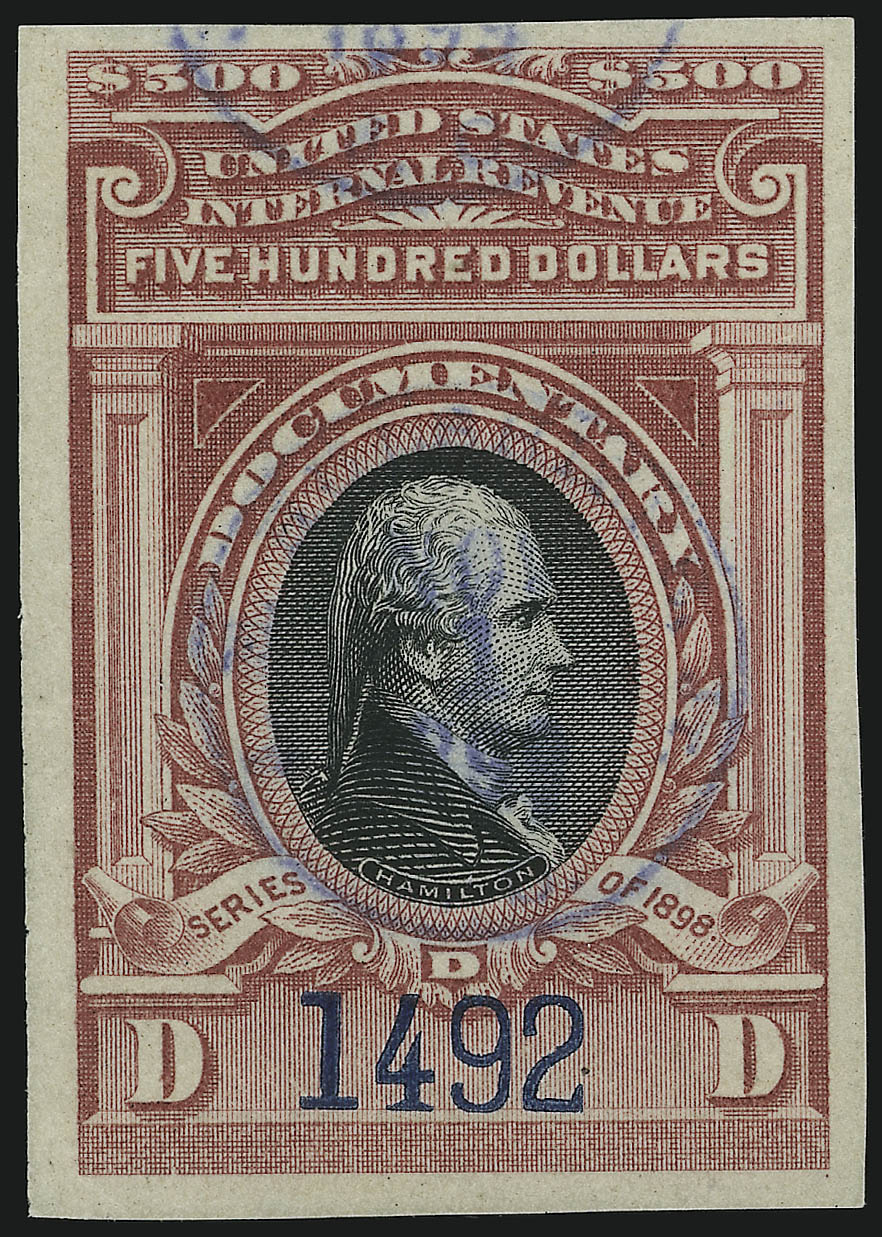 $500 $500
UNITED STATES
INTERNAL REVENUE
FIVE HUNDRED DOLLARS
DOCUMENTARY
HAMILTON
SERIES OF 1898.
D
D D
1492